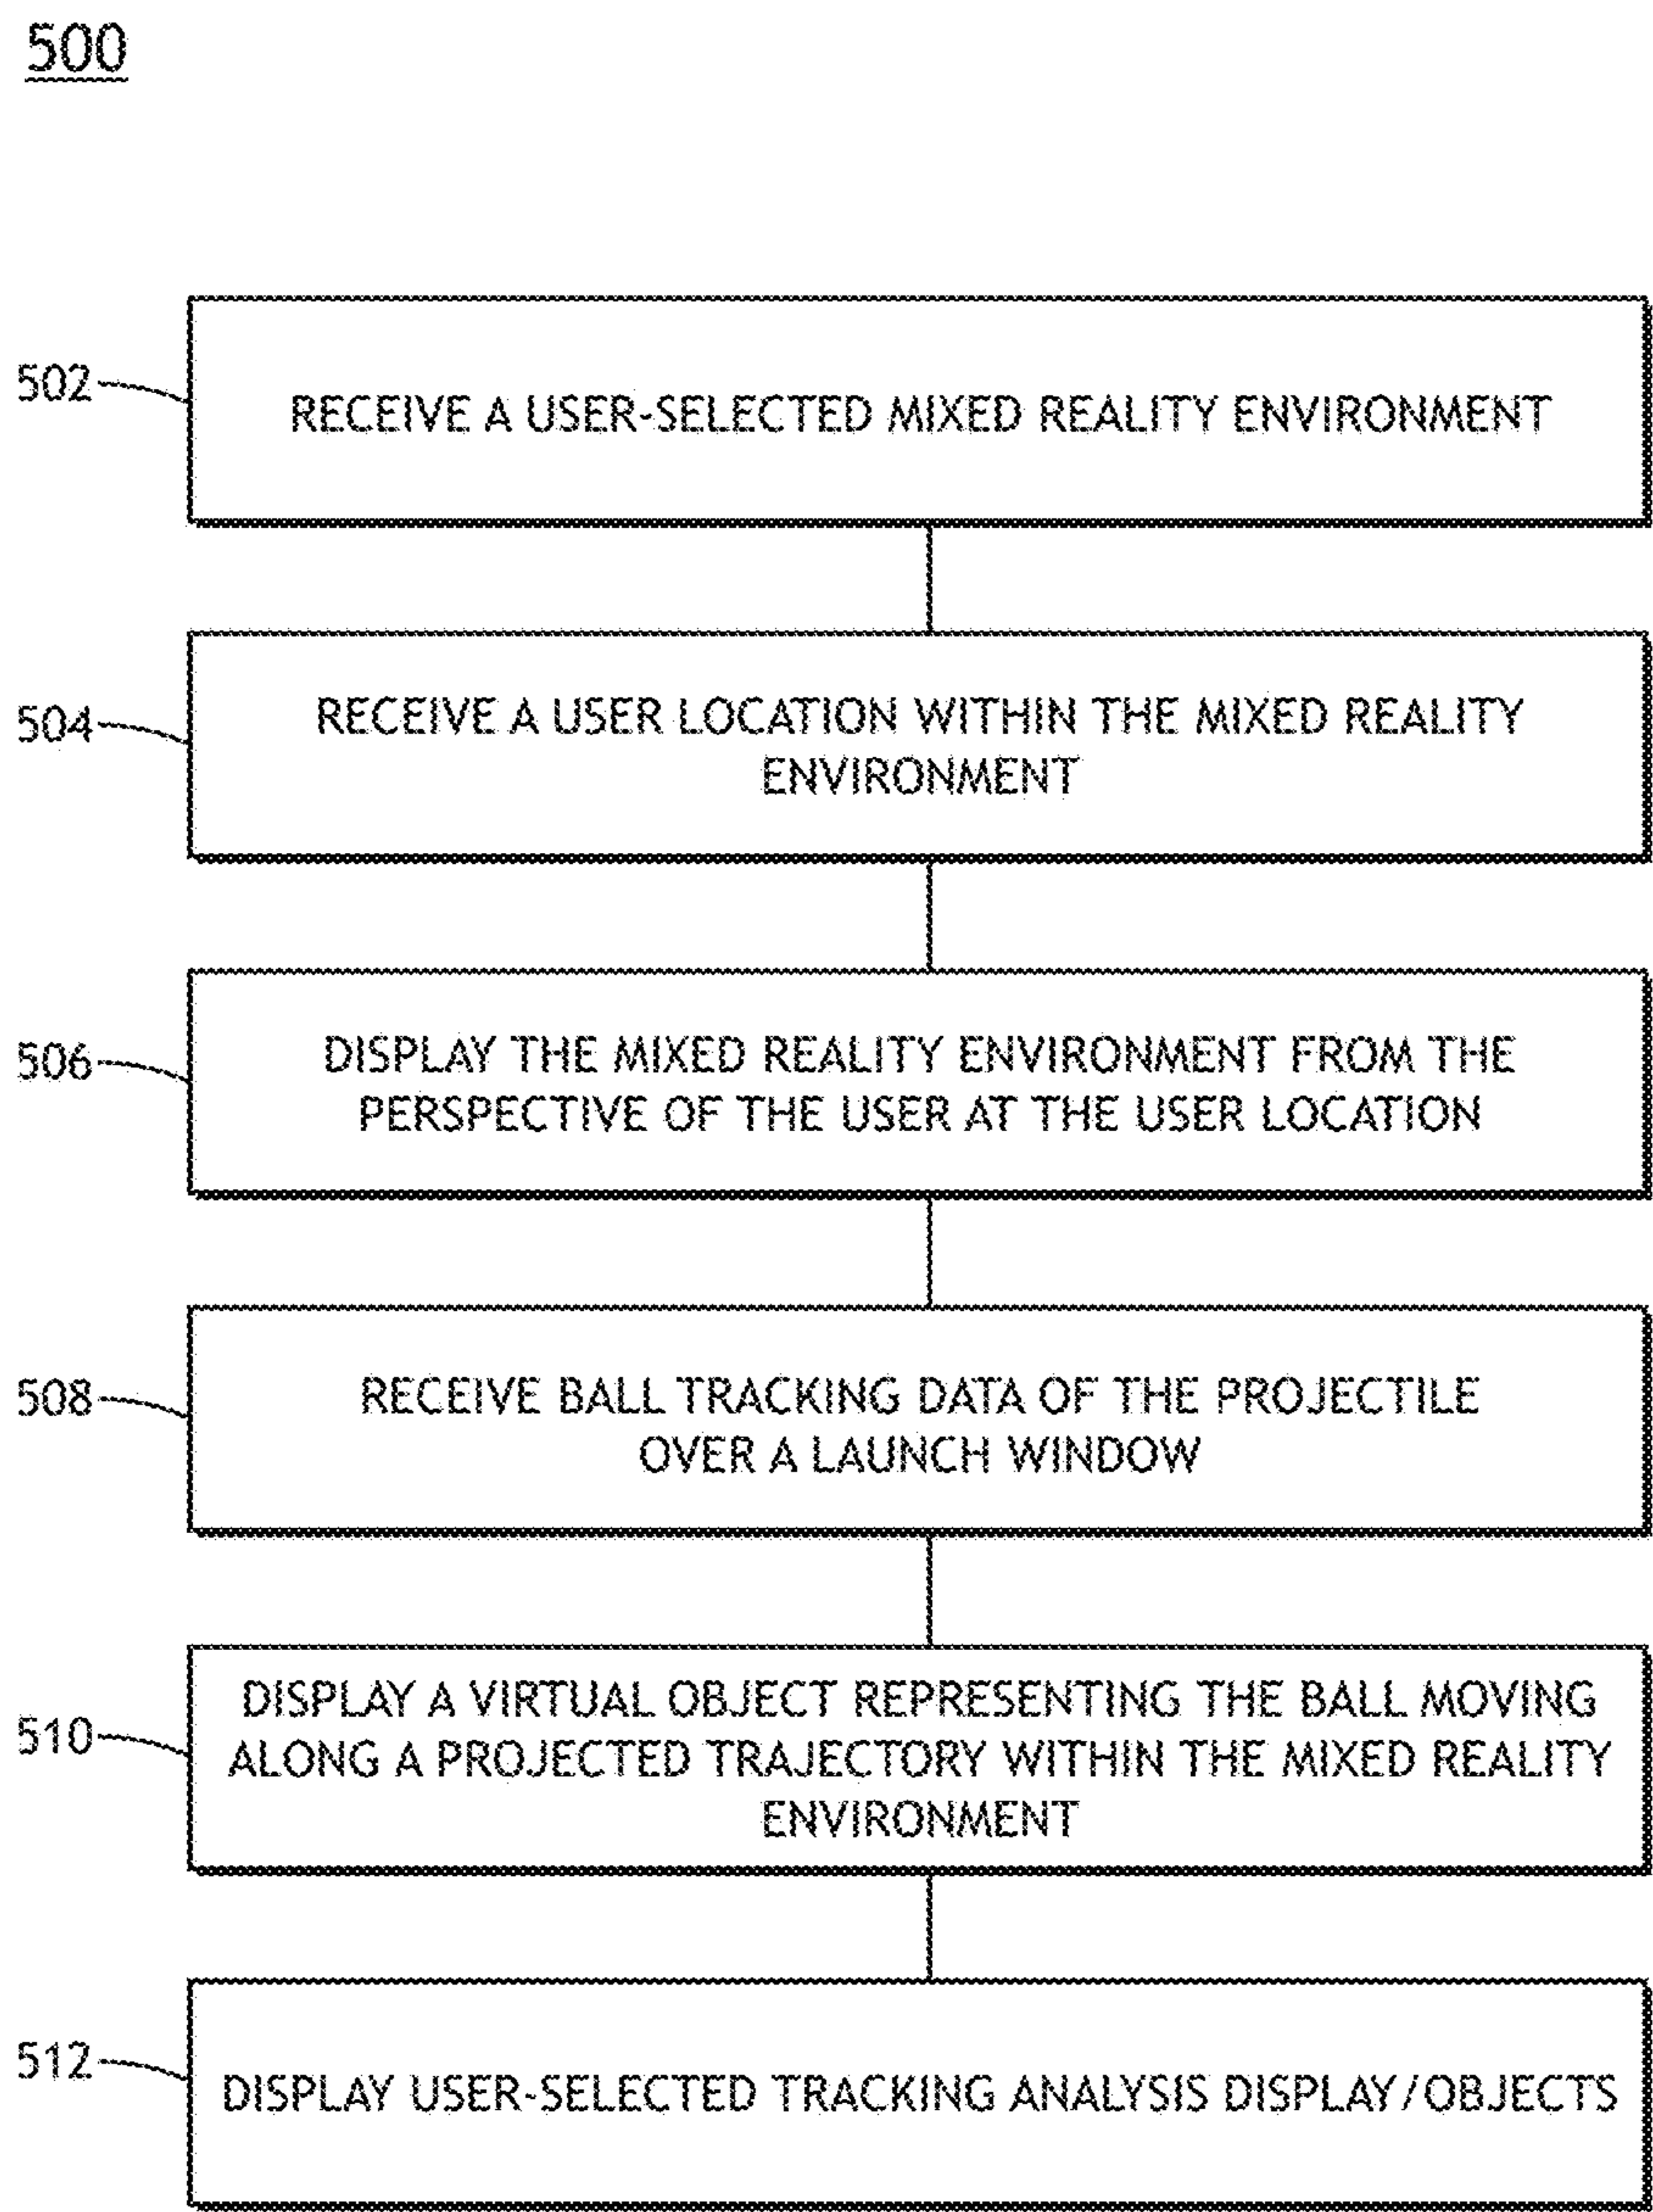 500
502
RECEIVE A USER-SELECTED MIXED REALITY ENVIRONMENT
504
RECEIVE A USER LOCATION WITHIN THE MIXED REALITY
ENVIRONMENT
506
DISPLAY THE MIXED REALITY ENVIRONMENT FROM THE
PERSPECTIVE OF THE USER AT THE USER LOCATION
508
RECEIVE BALL TRACKING DATA OF THE PROJECTILE
OVER A LAUNCH WINDOW
510
DISPLAY A VIRTUAL OBJECT REPRESENTING THE BALL MOVING
ALONG A PROJECTED TRAJECTORY WITHIN THE MIXED REALITY
ENVIRONMENT
512
DISPLAY USER-SELECTED TRACKING ANALYSIS DISPLAY/OBJECTS